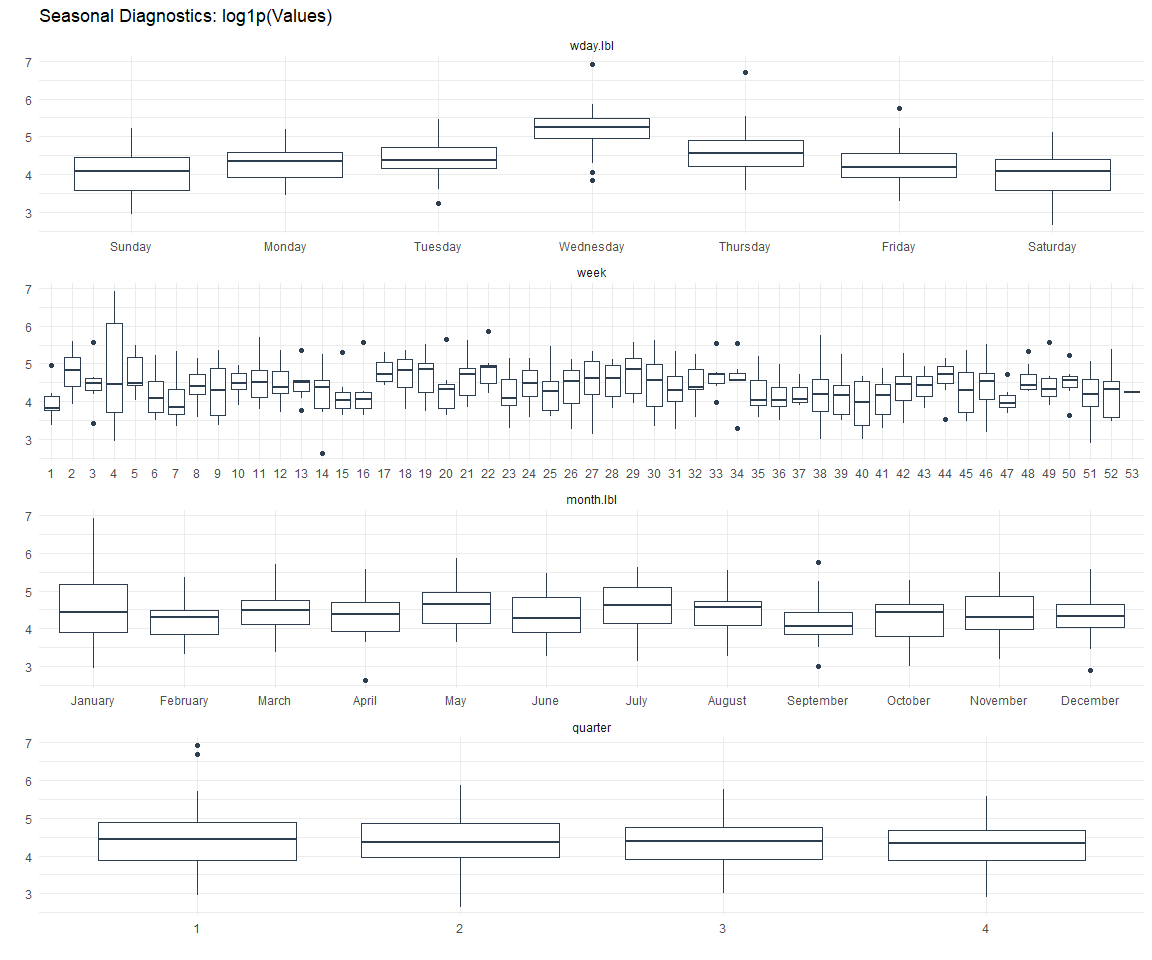 Seasonal Diagnostics: log1p(Values)
wday.lbl
7
6
5
4
3
Sunday Monday Tuesday Wednesday Thursday Friday Saturday
week
7
6
5
4
3
1 2 3 4 5 6 7 8 9 10 11 12 13 14 15 16 17 18 19 20 21 22 23 24 25 26 27 28 29 30 31 32 33 34 35 36 37 38 39 40 41 42 43 44 45 46 47 48 49 50 51 52 53
month.lbl
7
6
5
4
3
January February March April May June July August September October November December
quarter
7
6
5
4
3
1 2 3 4